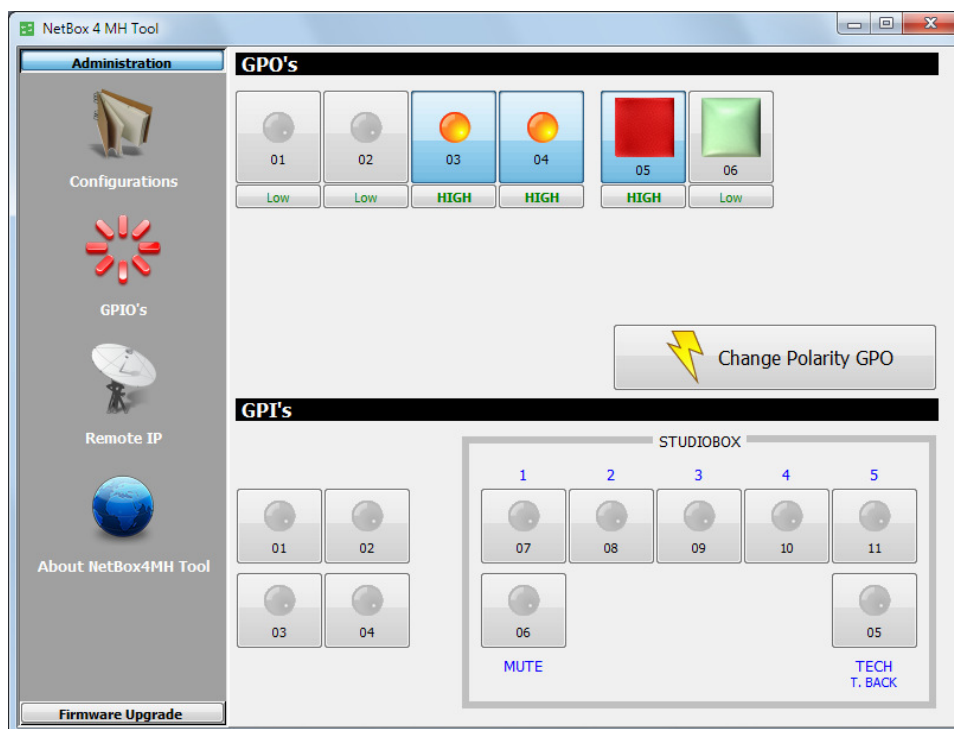 NetBox 4 MH Tool
Administration
Configurations
GPIO's
Remote IP
About NetBox4MH Tool
Firmware Upgrade
GPO's
01 02 03 04 05 06
Low Low HIGH HIGH HIGH Low
Change Polarity GPO
GPI's
STUDIOBOX
1 2 3 4 5
01 02 07 08 09 10 11
03 04 06 05
MUTE TECH
T. BACK